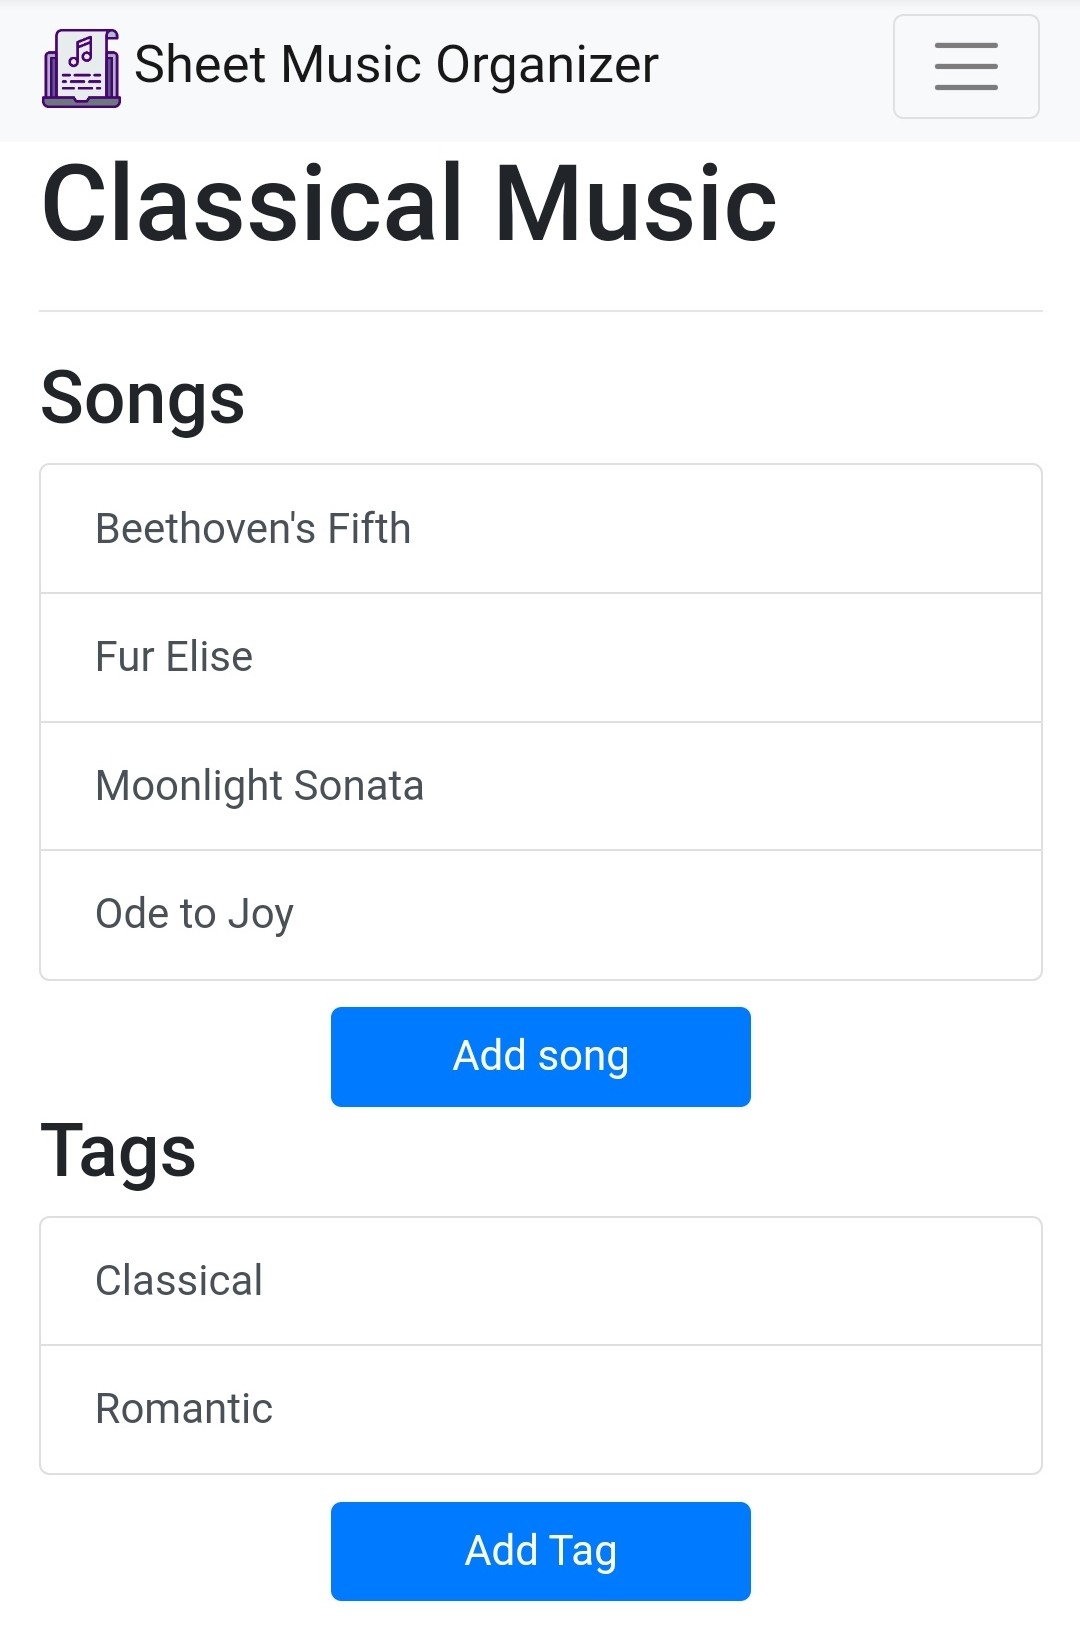 Sheet Music Organizer
Classical Music
Songs
Beethoven's Fifth
Fur Elise
Moonlight Sonata
Ode to Joy
Add song
Tags
Classical
Romantic
Add Tag